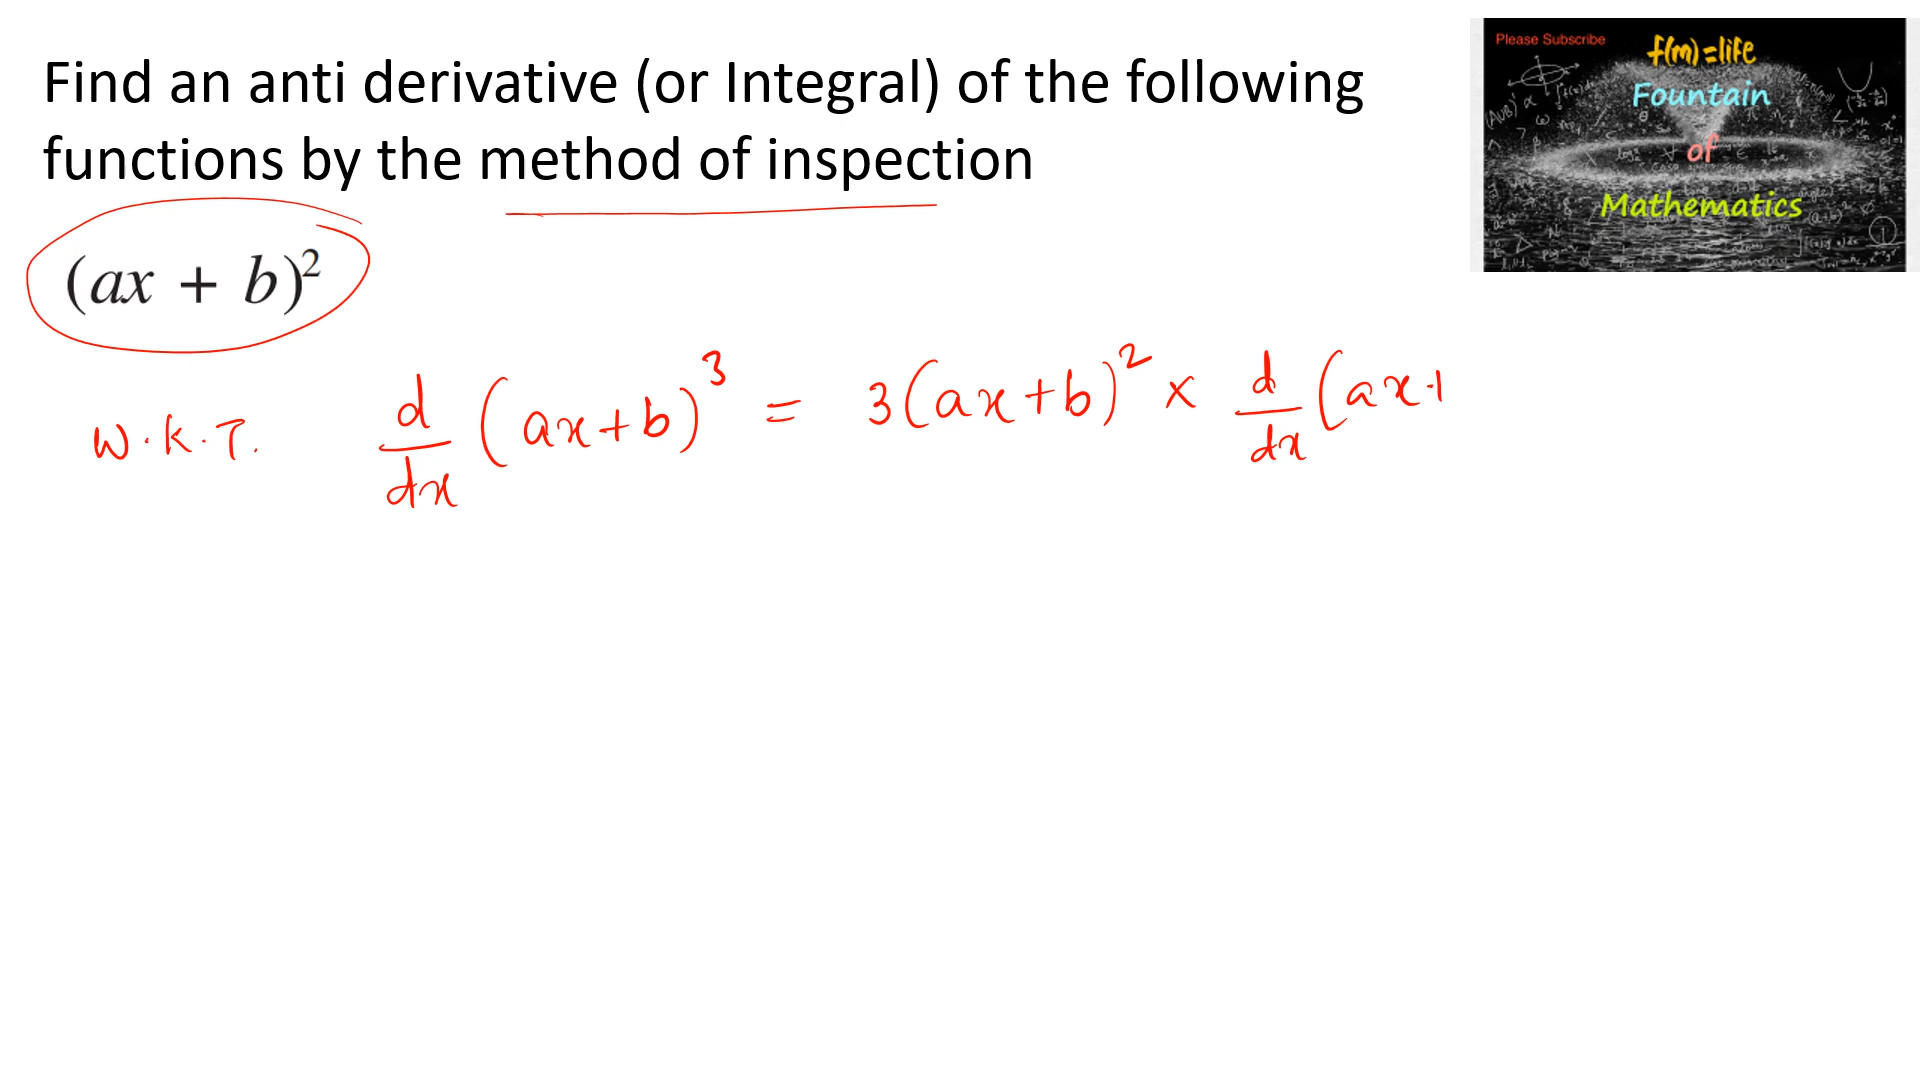 Find an anti derivative (or Integral) of the following
functions by the method of inspection
(ax + b)²
W.K.T. d/dx (ax+b)³ = 3(ax+b)² × d/dx (ax+
Please Subscribe
f(m)=life
Fountain
of
Mathematics